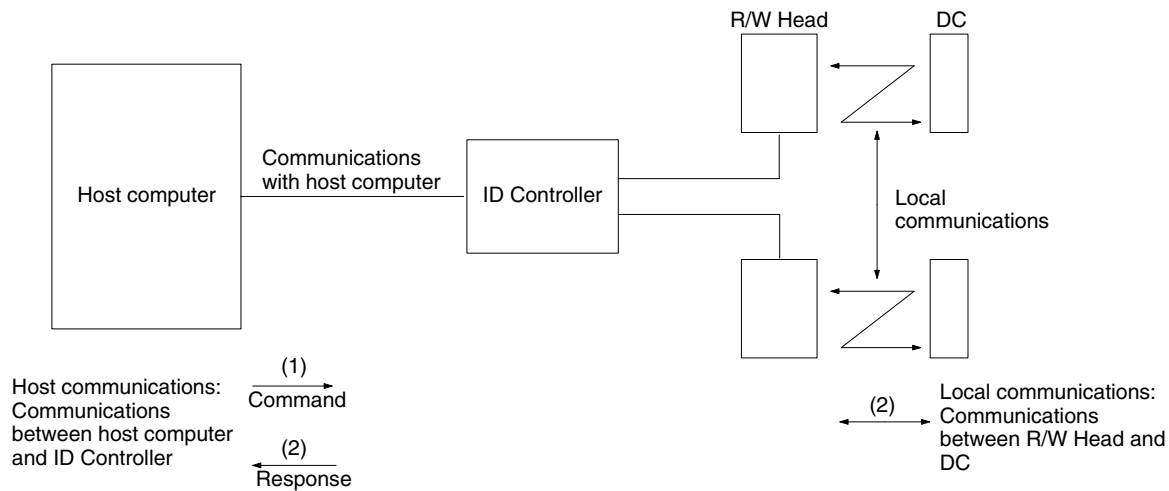 R/W Head
DC
Host computer
Communications
with host computer
ID Controller
Local
communications
Host communications:
Communications
between host computer
and ID Controller
(1)
Command
(2)
Response
(2)
Local communications:
Communications
between R/W Head and
DC